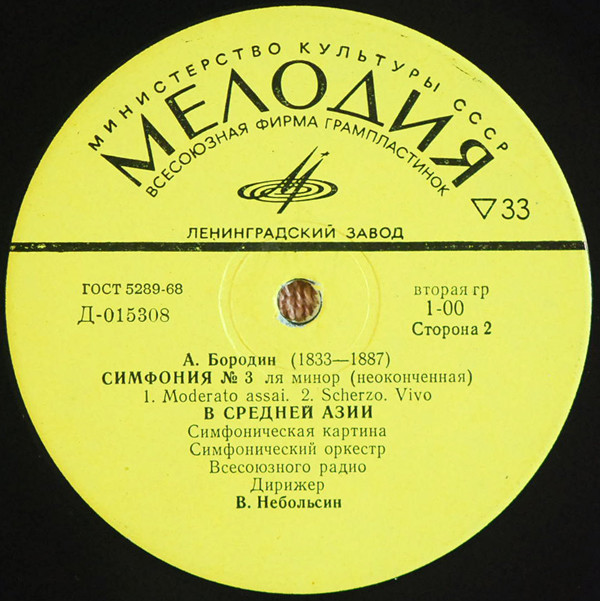 МИНИСТЕРСТВО КУЛЬТУРЫ СССР
МЕЛОДИЯ
ВСЕСОЮЗНАЯ ФИРМА ГРАМПЛАСТИНОК
▽33
ЛЕНИНГРАДСКИЙ ЗАВОД
ГОСТ 5289-68
Д-015308
вторая гр
1-00
Сторона 2
А. Бородин (1833—1887)
СИМФОНИЯ № 3 ля минор (неоконченная)
1. Moderato assai. 2. Scherzo. Vivo
В СРЕДНЕЙ АЗИИ
Симфоническая картина
Симфонический оркестр
Всесоюзного радио
Дирижер
В. Небольсин